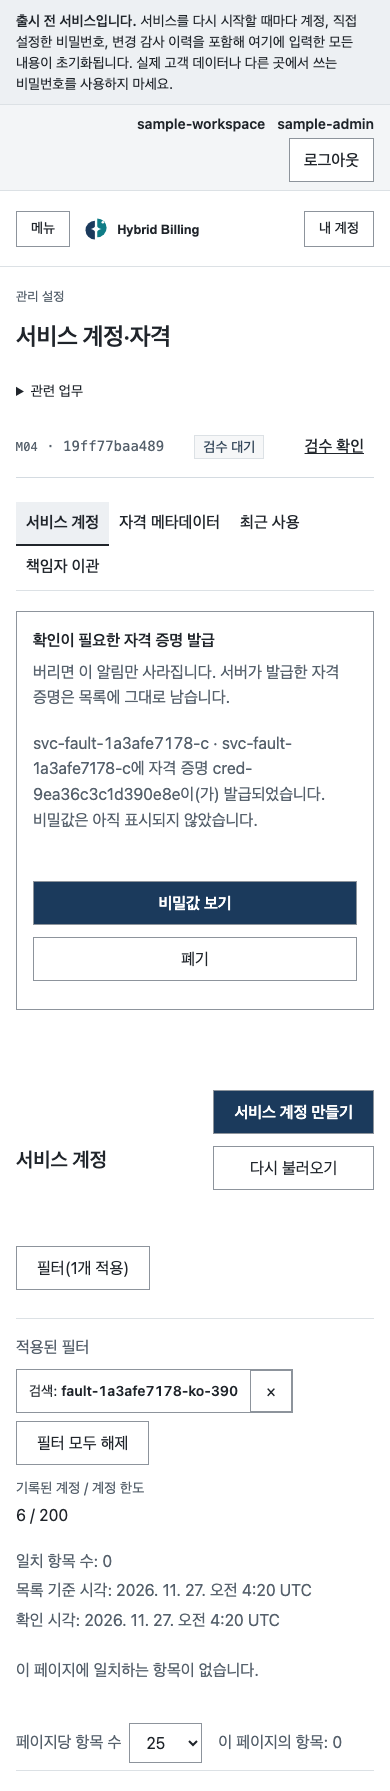 출시 전 서비스입니다. 서비스를 다시 시작할 때마다 계정, 직접
설정한 비밀번호, 변경 감사 이력을 포함해 여기에 입력한 모든
내용이 초기화됩니다. 실제 고객 데이터나 다른 곳에서 쓰는
비밀번호를 사용하지 마세요.
sample-workspace sample-admin
로그아웃
메뉴 Hybrid Billing 내 계정
관리 설정
서비스 계정·자격
▶ 관련 업무
M04 · 19ff77baa489 검수 대기 검수 확인
서비스 계정 자격 메타데이터 최근 사용
책임자 이관
확인이 필요한 자격 증명 발급
버리면 이 알림만 사라집니다. 서버가 발급한 자격
증명은 목록에 그대로 남습니다.
svc-fault-1a3afe7178-c · svc-fault-
1a3afe7178-c에 자격 증명 cred-
9ea36c3c1d390e8e이(가) 발급되었습니다.
비밀값은 아직 표시되지 않았습니다.
비밀값 보기
폐기
서비스 계정 만들기
서비스 계정
다시 불러오기
필터(1개 적용)
적용된 필터
검색: fault-1a3afe7178-ko-390 ×
필터 모두 해제
기록된 계정 / 계정 한도
6 / 200
일치 항목 수: 0
목록 기준 시각: 2026. 11. 27. 오전 4:20 UTC
확인 시각: 2026. 11. 27. 오전 4:20 UTC
이 페이지에 일치하는 항목이 없습니다.
페이지당 항목 수 25 이 페이지의 항목: 0